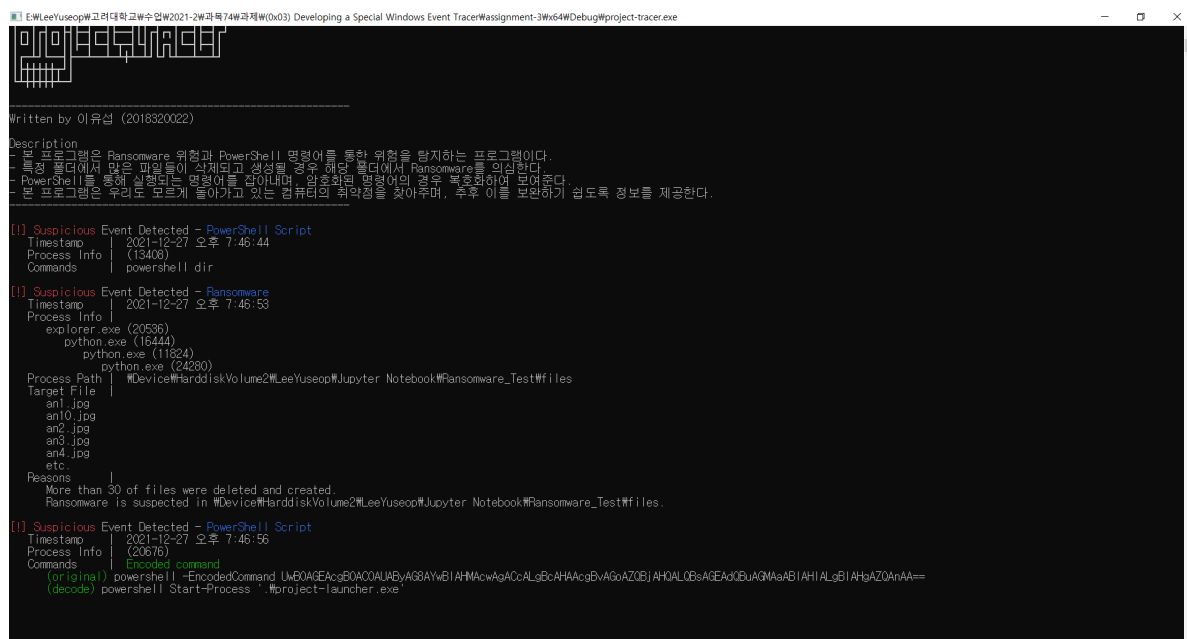 E:₩LeeYuseop₩고려대학교₩수업₩2021-2₩과목74₩과제₩(0x03) Developing a Special Windows Event Tracer₩assignment-3₩x64₩Debug₩project-tracer.exe
Written by 이유섭 (2018320022)
Description
- 본 프로그램은 Ransomware 위험과 PowerShell 명령어를 통한 위험을 탐지하는 프로그램이다.
- 특정 폴더에서 많은 파일들이 삭제되고 생성될 경우 해당 폴더에서 Ransomware를 의심한다.
- PowerShell를 통해 실행되는 명령어를 잡아내며, 암호화된 명령어의 경우 복호화하여 보여준다.
- 본 프로그램은 우리도 모르게 돌아가고 있는 컴퓨터의 취약점을 찾아주며, 추후 이를 보완하기 쉽도록 정보를 제공한다.
[!] Suspicious Event Detected - PowerShell Script
Timestamp | 2021-12-27 오후 7:46:44
Process Info | (13408)
Commands | powershell dir
[!] Suspicious Event Detected - Ransomware
Timestamp | 2021-12-27 오후 7:46:53
Process Info |
explorer.exe (20536)
python.exe (16444)
python.exe (11824)
python.exe (24280)
Process Path | ₩Device₩HarddiskVolume2₩LeeYuseop₩Jupyter Notebook₩Ransomware_Test₩files
Target File |
an1.jpg
an10.jpg
an2.jpg
an3.jpg
an4.jpg
etc.
Reasons |
More than 30 of files were deleted and created.
Ransomware is suspected in ₩Device₩HarddiskVolume2₩LeeYuseop₩Jupyter Notebook₩Ransomware_Test₩files.
[!] Suspicious Event Detected - PowerShell Script
Timestamp | 2021-12-27 오후 7:46:56
Process Info | (20676)
Commands | Encoded command
(original) powershell -EncodedCommand UwB0AGEAcgB0AC0AUAByAG8AYwBlAHMAcwAgACcALgBcAHAAcgBvAGoAZQBjAHQALQBsAGEAdQBuAGMAaABlAHIALgBlAHgAZQAnAA==
(decode) powershell Start-Process '.₩project-launcher.exe'